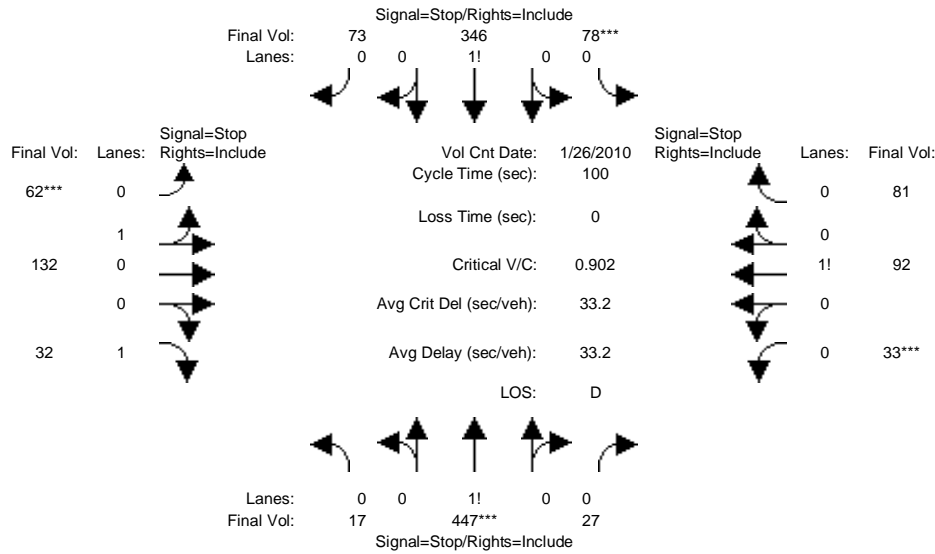 Signal=Stop/Rights=Include
Final Vol: 73 346 78***
Lanes: 0 0 1! 0 0
Signal=Stop Signal=Stop
Final Vol: Lanes: Rights=Include Vol Cnt Date: 1/26/2010 Rights=Include Lanes: Final Vol:
Cycle Time (sec): 100
62*** 0 0 81
Loss Time (sec): 0
1 0
132 0 Critical V/C: 0.902 1! 92
0 Avg Crit Del (sec/veh): 33.2 0
32 1 Avg Delay (sec/veh): 33.2 0 33***
LOS: D
Lanes: 0 0 1! 0 0
Final Vol: 17 447*** 27
Signal=Stop/Rights=Include